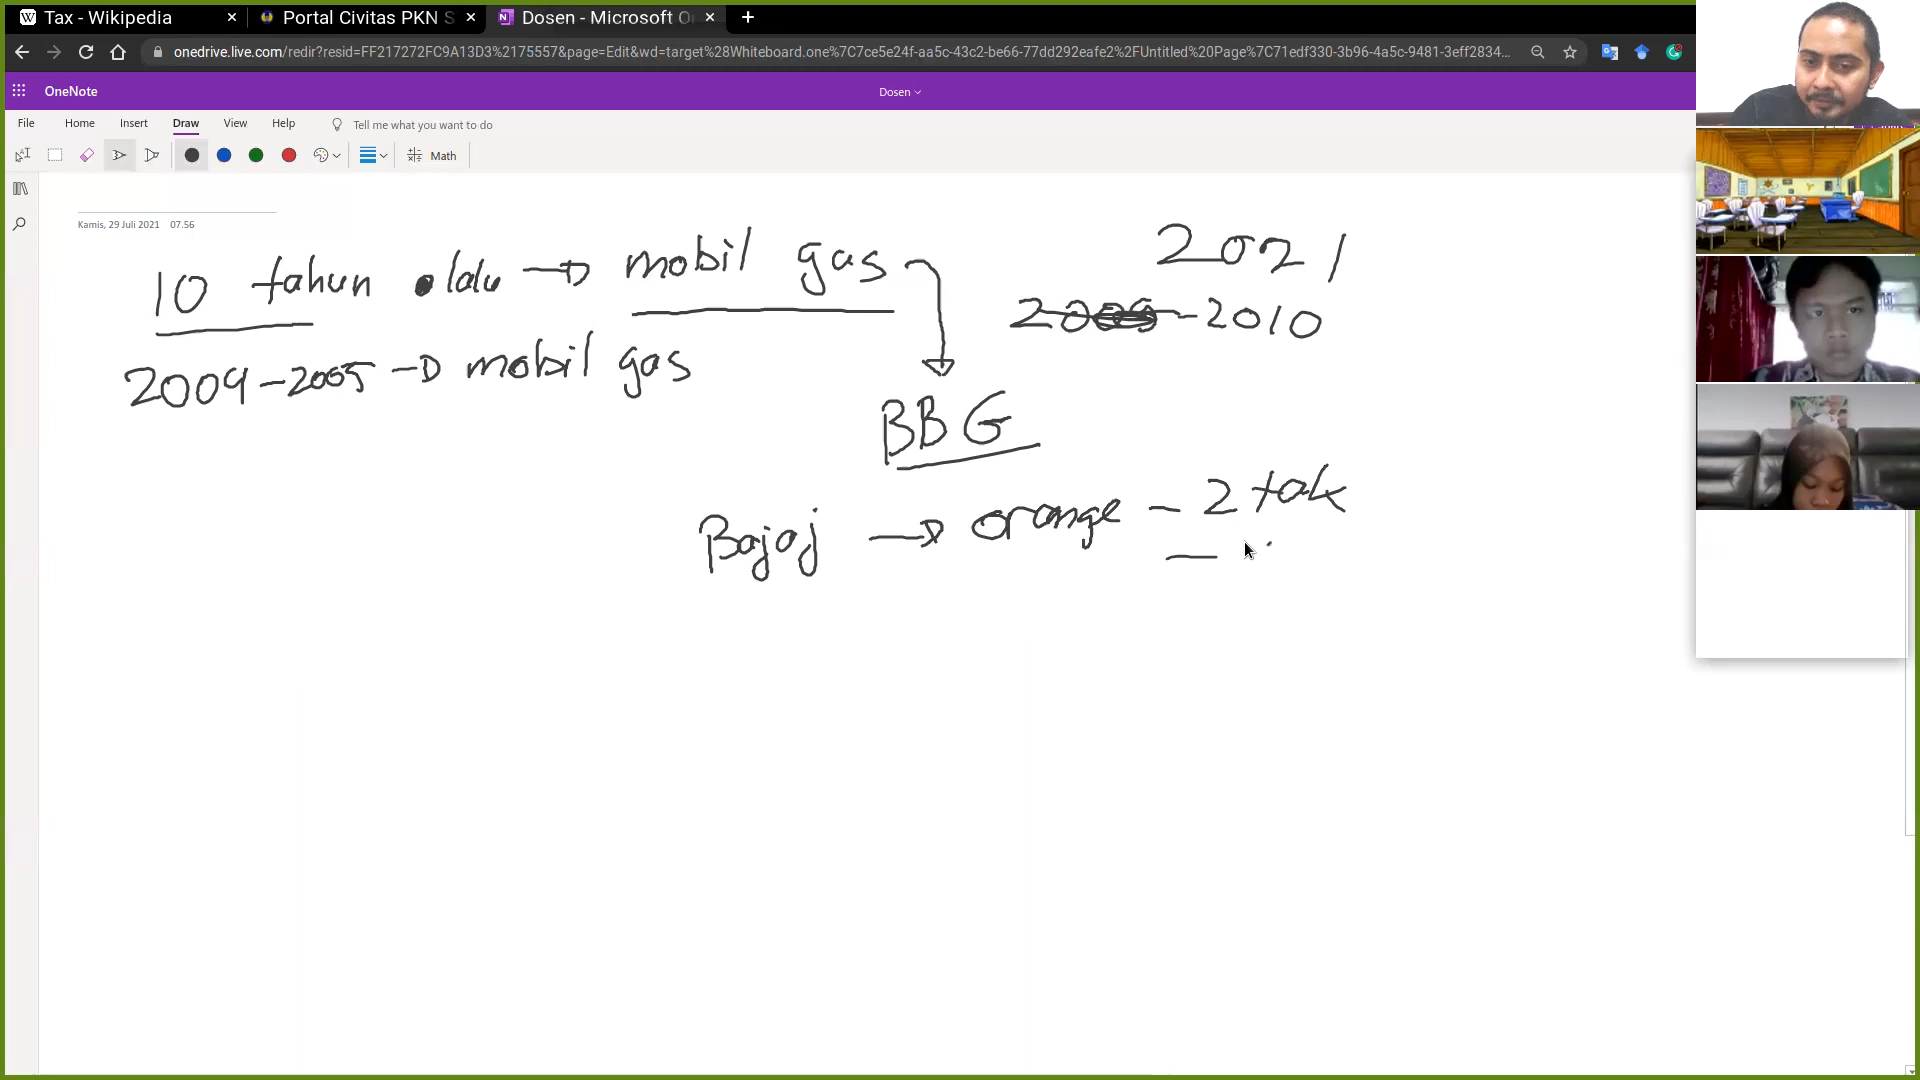 Tax - Wikipedia
Portal Civitas PKN S
Dosen - Microsoft O
onedrive.live.com/redir?resid=FF217272FC9A13D3%2175557&page=Edit&wd=target%28Whiteboard.one%7C7ce5e24f-aa5c-43c2-be66-77dd292eafe2%2FUntitled%20Page%7C71edf330-3b96-4a5c-9481-3eff2834...
OneNote
Dosen
File Home Insert Draw View Help Tell me what you want to do
Math
Kamis, 29 Juli 2021 07.56
10 tahun lalu → mobil gas
2021
2009 - 2010
2009 - 2005 → mobil gas
BBG
Bajaj → orange - 2 tak
—